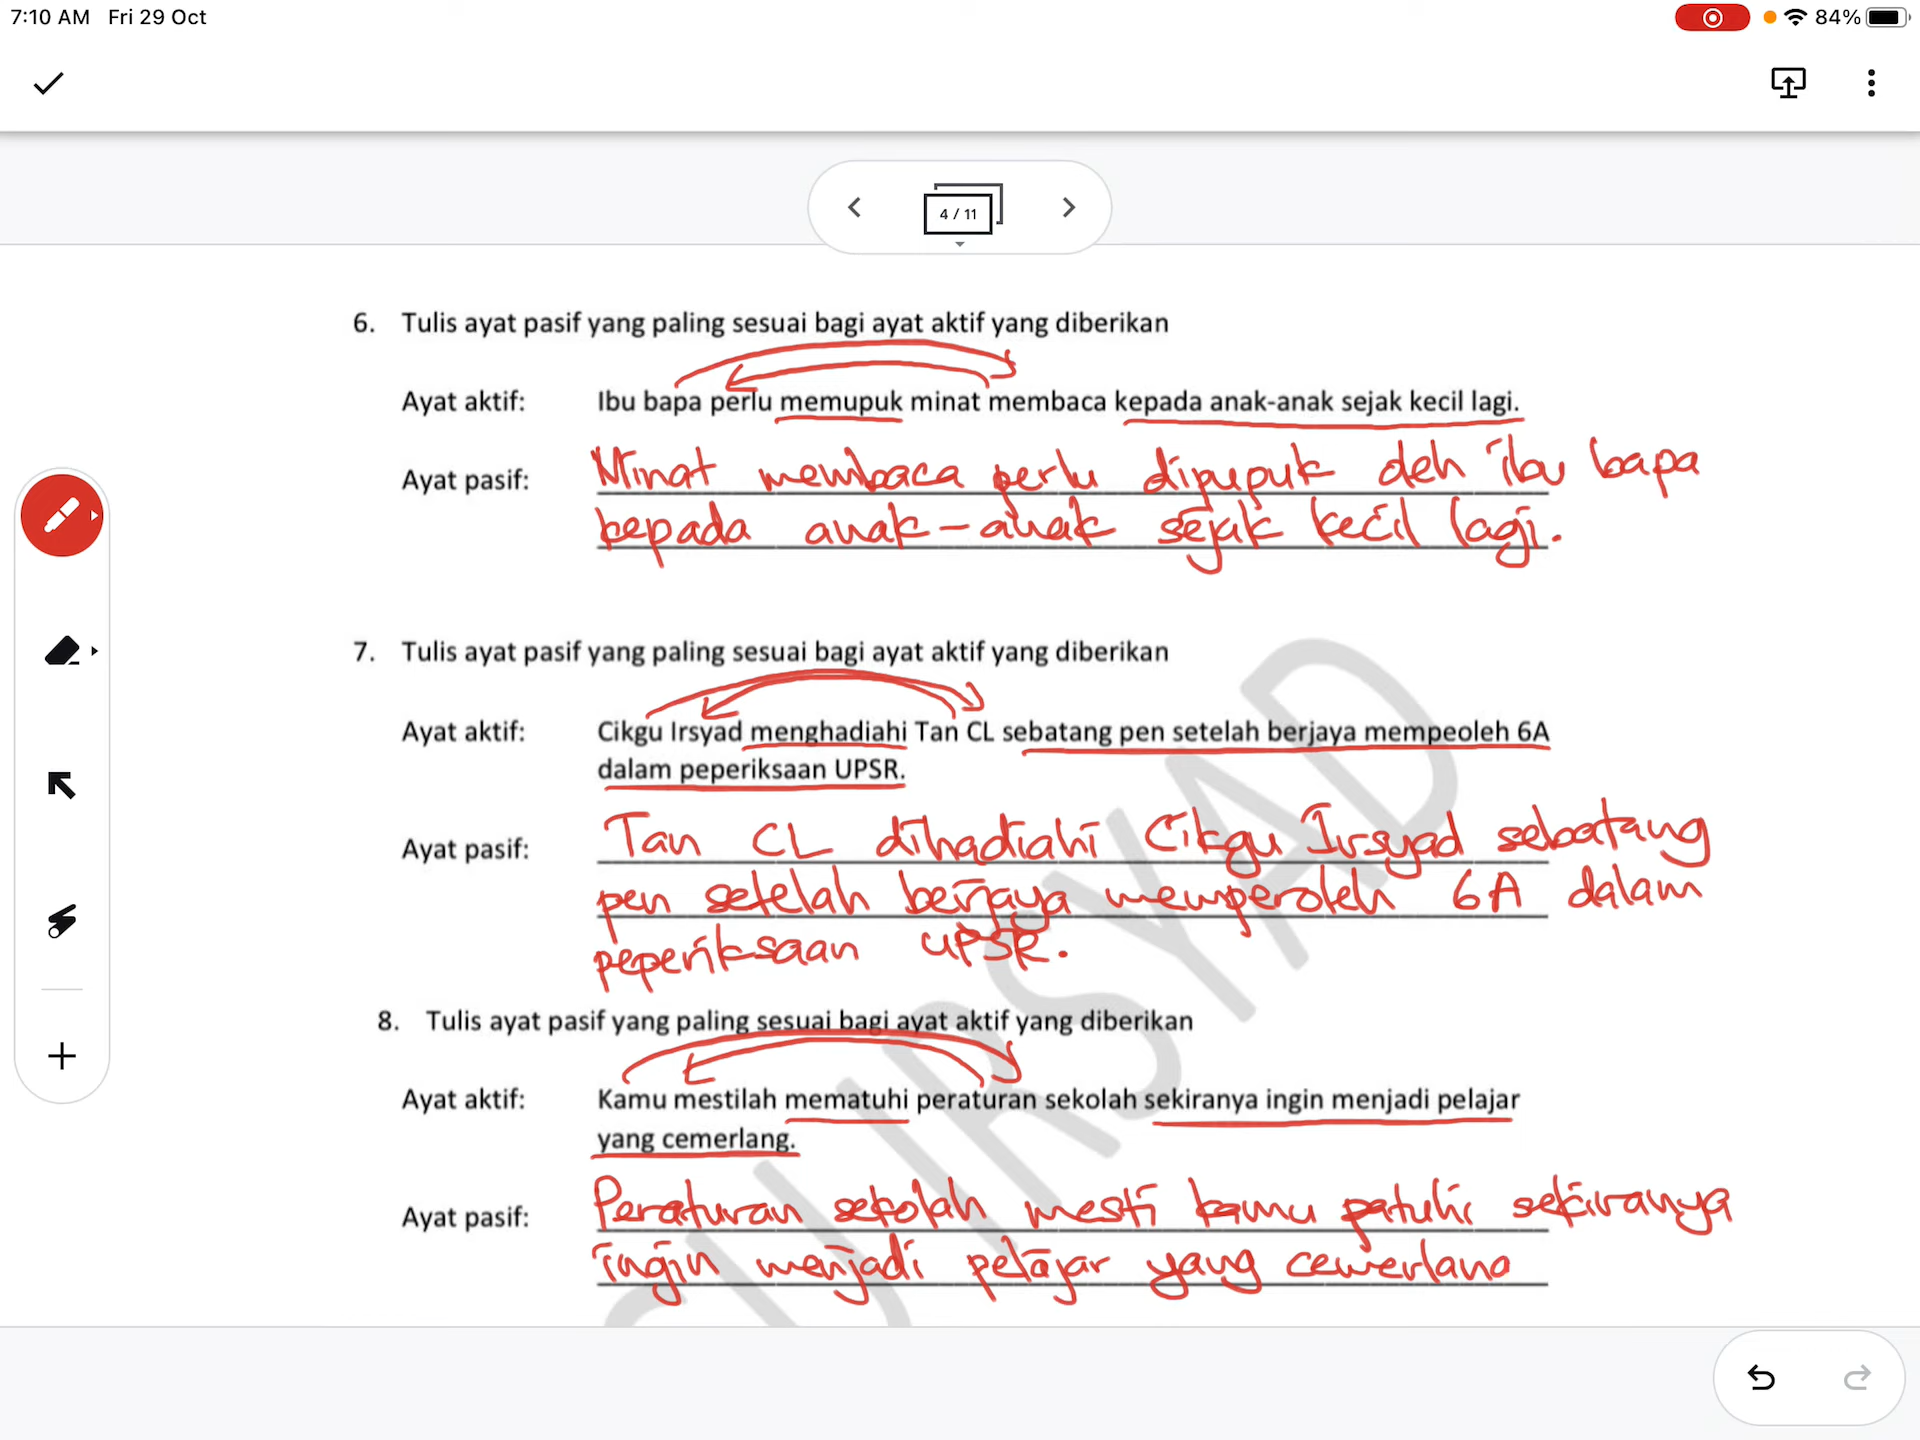 7:10 AM Fri 29 Oct
84%
4 / 11
6. Tulis ayat pasif yang paling sesuai bagi ayat aktif yang diberikan
Ayat aktif: Ibu bapa perlu memupuk minat membaca kepada anak-anak sejak kecil lagi.
Ayat pasif: Minat membaca perlu dipupuk oleh ibu bapa
kepada anak-anak sejak kecil lagi.
7. Tulis ayat pasif yang paling sesuai bagi ayat aktif yang diberikan
Ayat aktif: Cikgu Irsyad menghadiahi Tan CL sebatang pen setelah berjaya mempeoleh 6A
dalam peperiksaan UPSR.
Ayat pasif: Tan CL dihadiahi Cikgu Irsyad sebatang
pen setelah berjaya memperoleh 6A dalam
peperiksaan UPSR.
8. Tulis ayat pasif yang paling sesuai bagi ayat aktif yang diberikan
Ayat aktif: Kamu mestilah mematuhi peraturan sekolah sekiranya ingin menjadi pelajar
yang cemerlang.
Ayat pasif: Peraturan sekolah mesti kamu patuhi sekiranya
ingin menjadi pelajar yang cemerlang